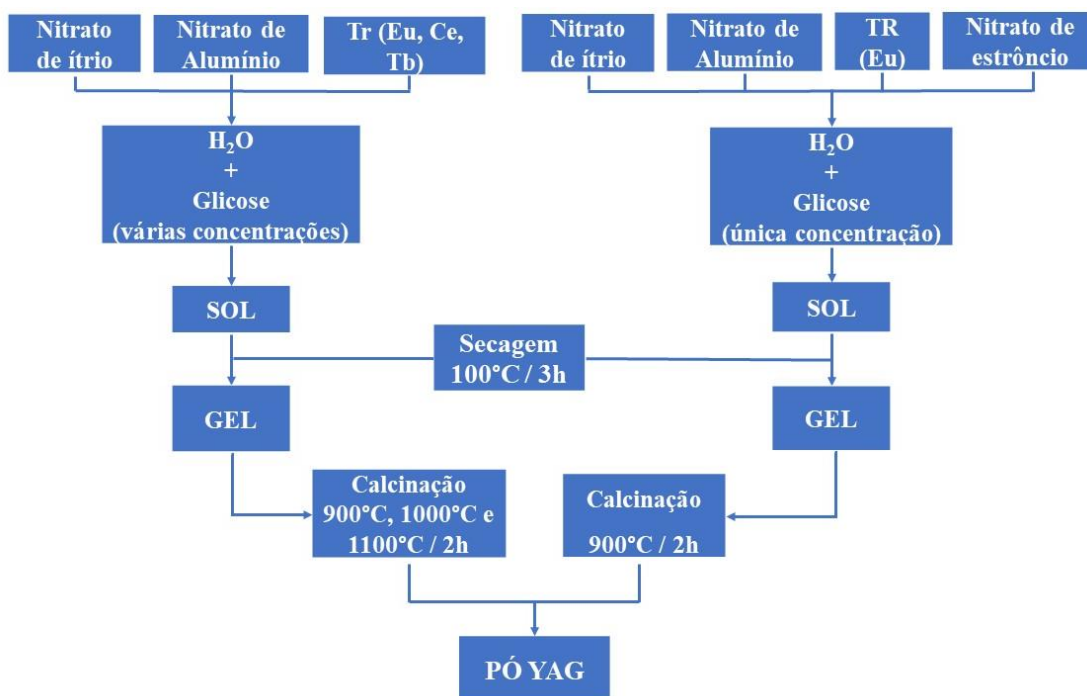 Nitrato
de ítrio
Nitrato de
Alumínio
Tr (Eu, Ce,
Tb)
Nitrato
de ítrio
Nitrato de
Alumínio
TR
(Eu)
Nitrato de
estrôncio
H₂O
+
Glicose
(várias concentrações)
H₂O
+
Glicose
(única concentração)
SOL
SOL
Secagem
100°C / 3h
GEL
GEL
Calcinação
900°C, 1000°C e
1100°C / 2h
Calcinação
900°C / 2h
PÓ YAG